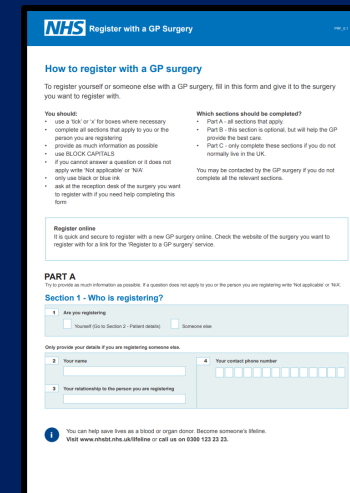 NHS Register with a GP Surgery
How to register with a GP surgery
To register yourself or someone else with a GP surgery, fill in this form and give it to the surgery
you want to register with.
You should:
• use a 'tick' or 'x' for boxes where necessary
• complete all sections that apply to you or the
person you are registering
• provide as much information as possible
• use BLOCK CAPITALS
• if you cannot answer a question or it does not
apply write 'Not applicable' or 'N/A'
• only use black or blue ink
• ask at the reception desk of the surgery you want
to register with if you need help completing this
form
Which sections should be completed?
• Part A - all sections that apply.
• Part B - this section is optional, but will help the GP
provide the best care.
• Part C - only complete these sections if you do not
normally live in the UK.
You may be contacted by the GP surgery if you do not
complete all the relevant sections.
Register online
It is quick and secure to register with a new GP surgery online. Check the website of the surgery you want to
register with for a link for the 'Register to a GP surgery' service.
PART A
Try to provide as much information as possible. If a question does not apply to you or the person you are registering write 'Not applicable' or 'N/A'.
Section 1 - Who is registering?
1 Are you registering
Yourself (Go to Section 2 - Patient details) Someone else
Only provide your details if you are registering someone else.
2 Your name
3 Your relationship to the person you are registering
4 Your contact phone number
i You can help save lives as a blood or organ donor. Become someone's lifeline.
Visit www.nhsbt.nhs.uk/lifeline or call us on 0300 123 23 23.